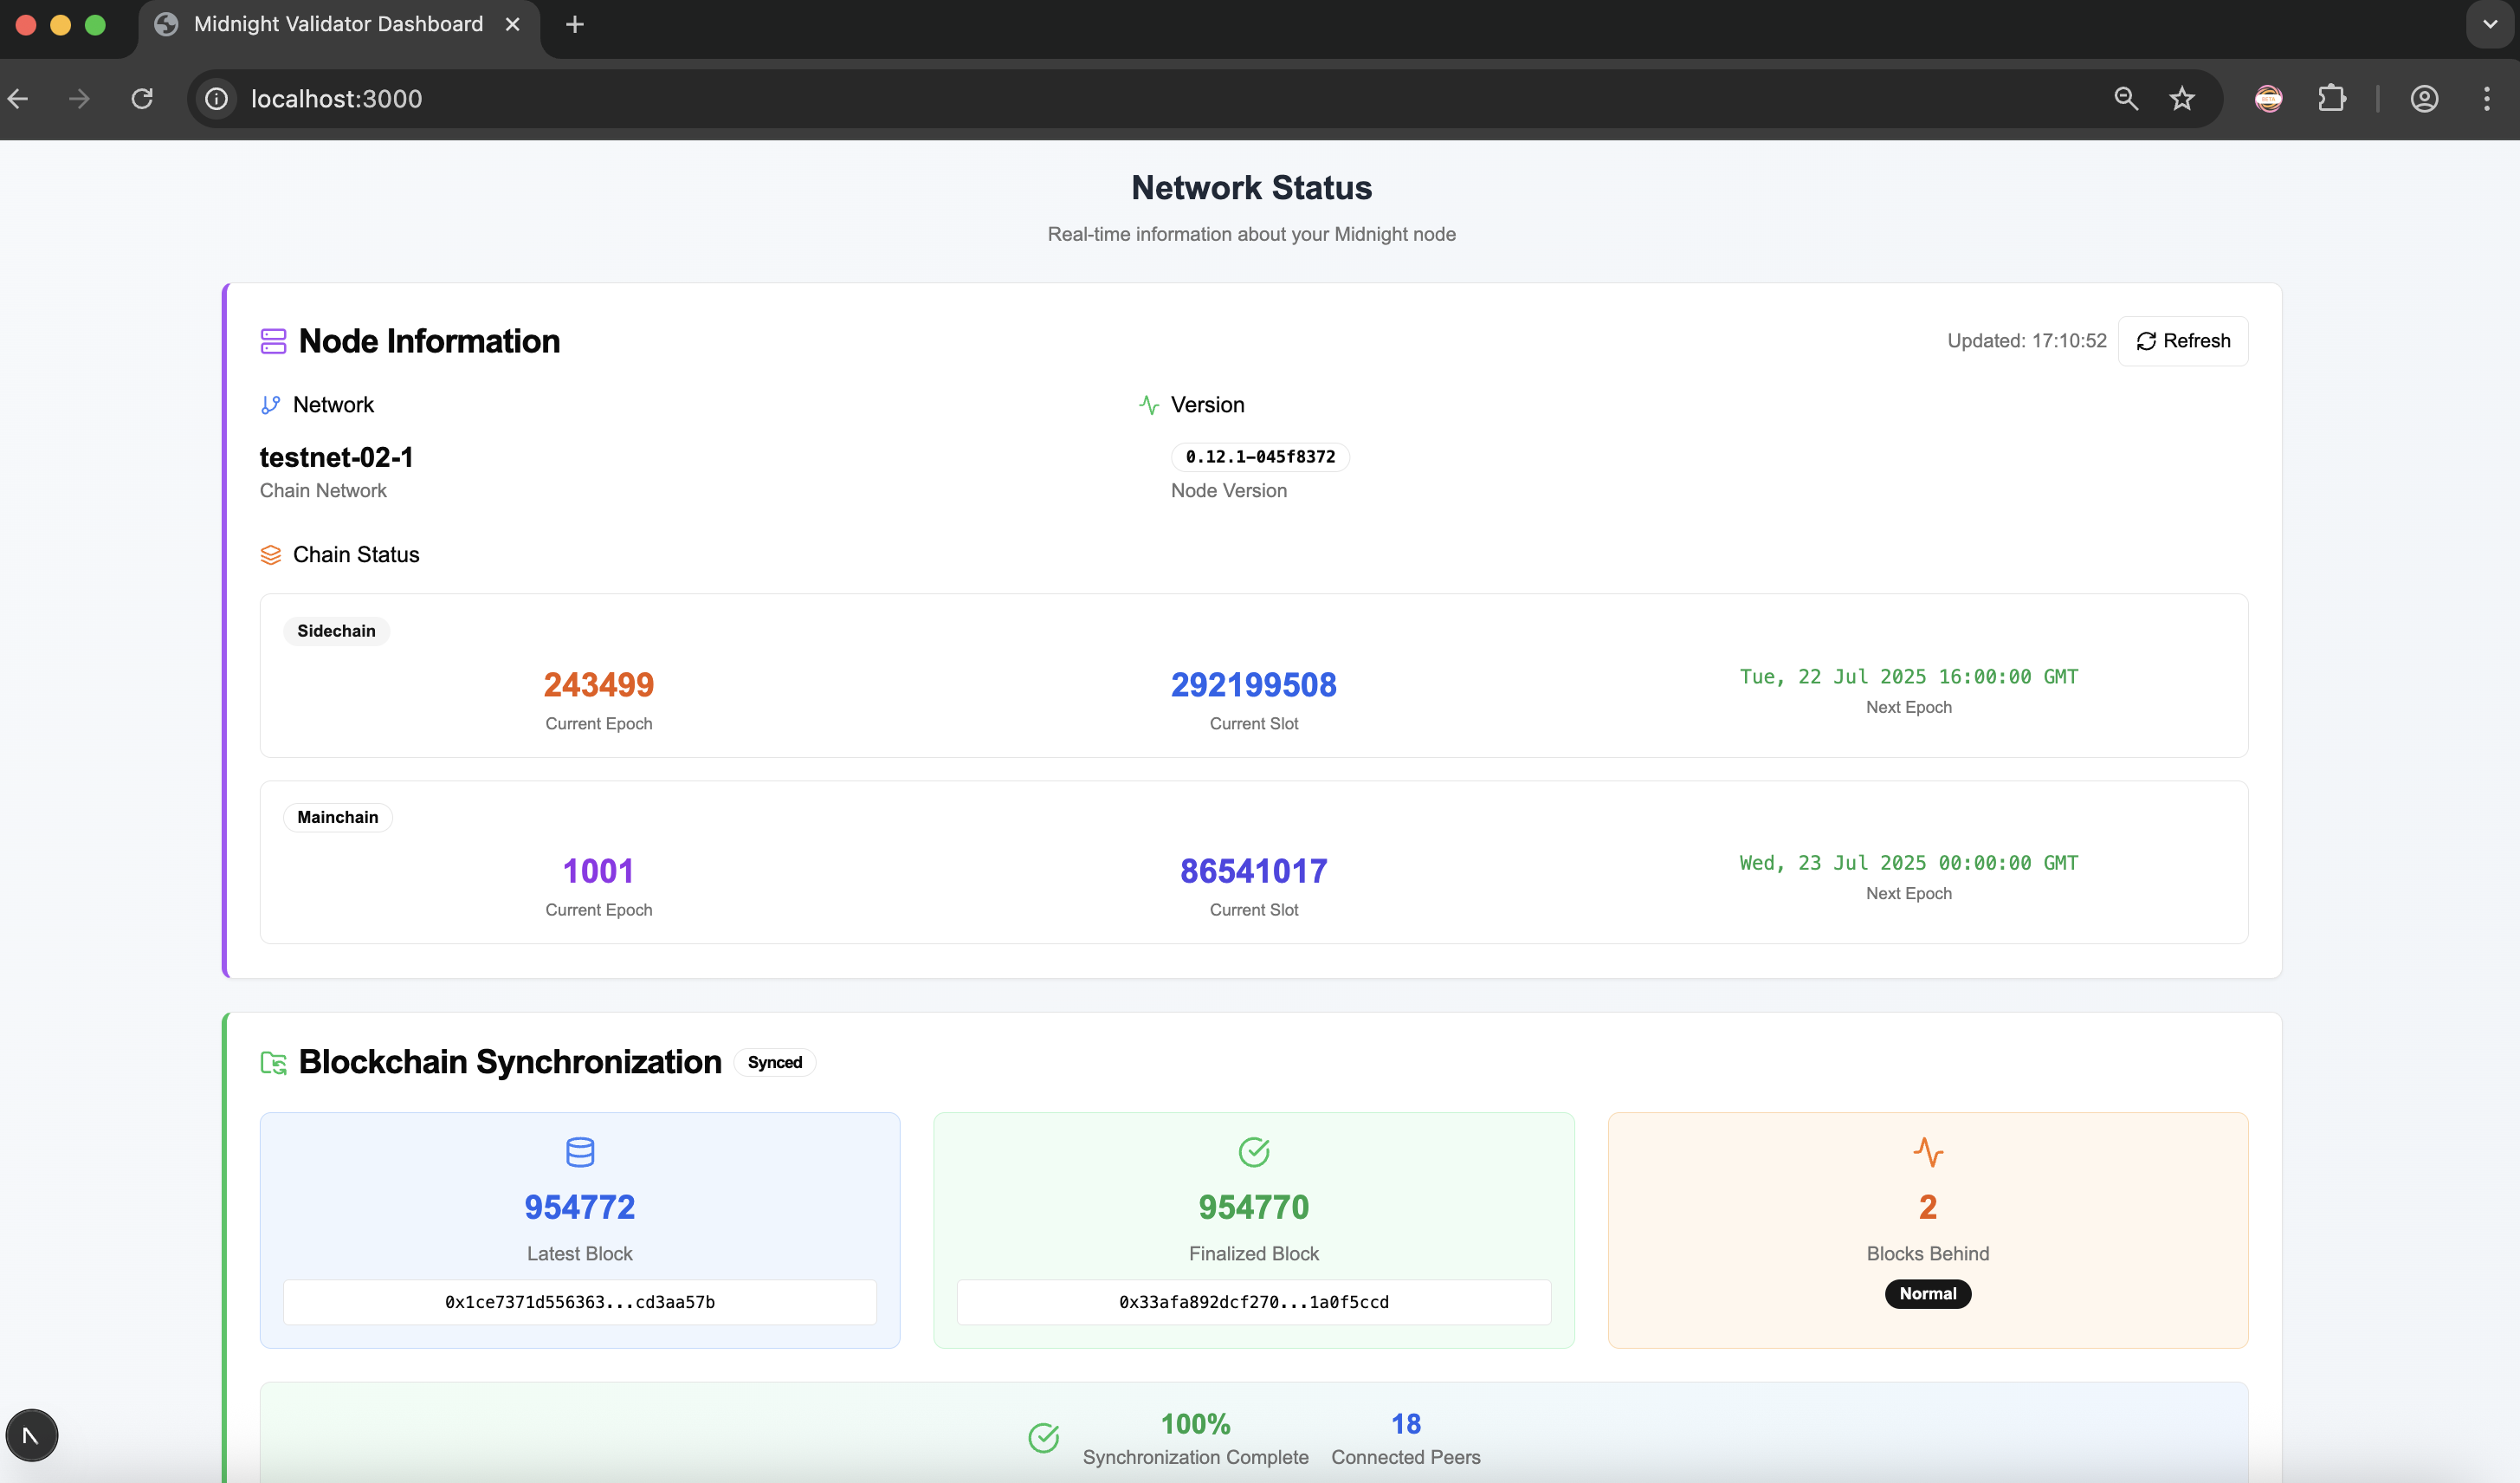 Midnight Validator Dashboard
localhost:3000
Network Status
Real-time information about your Midnight node
Node Information
Updated: 17:10:52
Refresh
Network
Version
testnet-02-1
0.12.1-045f8372
Chain Network
Node Version
Chain Status
Sidechain
243499
292199508
Tue, 22 Jul 2025 16:00:00 GMT
Current Epoch
Current Slot
Next Epoch
Mainchain
1001
86541017
Wed, 23 Jul 2025 00:00:00 GMT
Current Epoch
Current Slot
Next Epoch
Blockchain Synchronization
Synced
954772
954770
2
Latest Block
Finalized Block
Blocks Behind
0x1ce7371d556363...cd3aa57b
0x33afa892dcf270...1a0f5ccd
Normal
100%
18
Synchronization Complete
Connected Peers